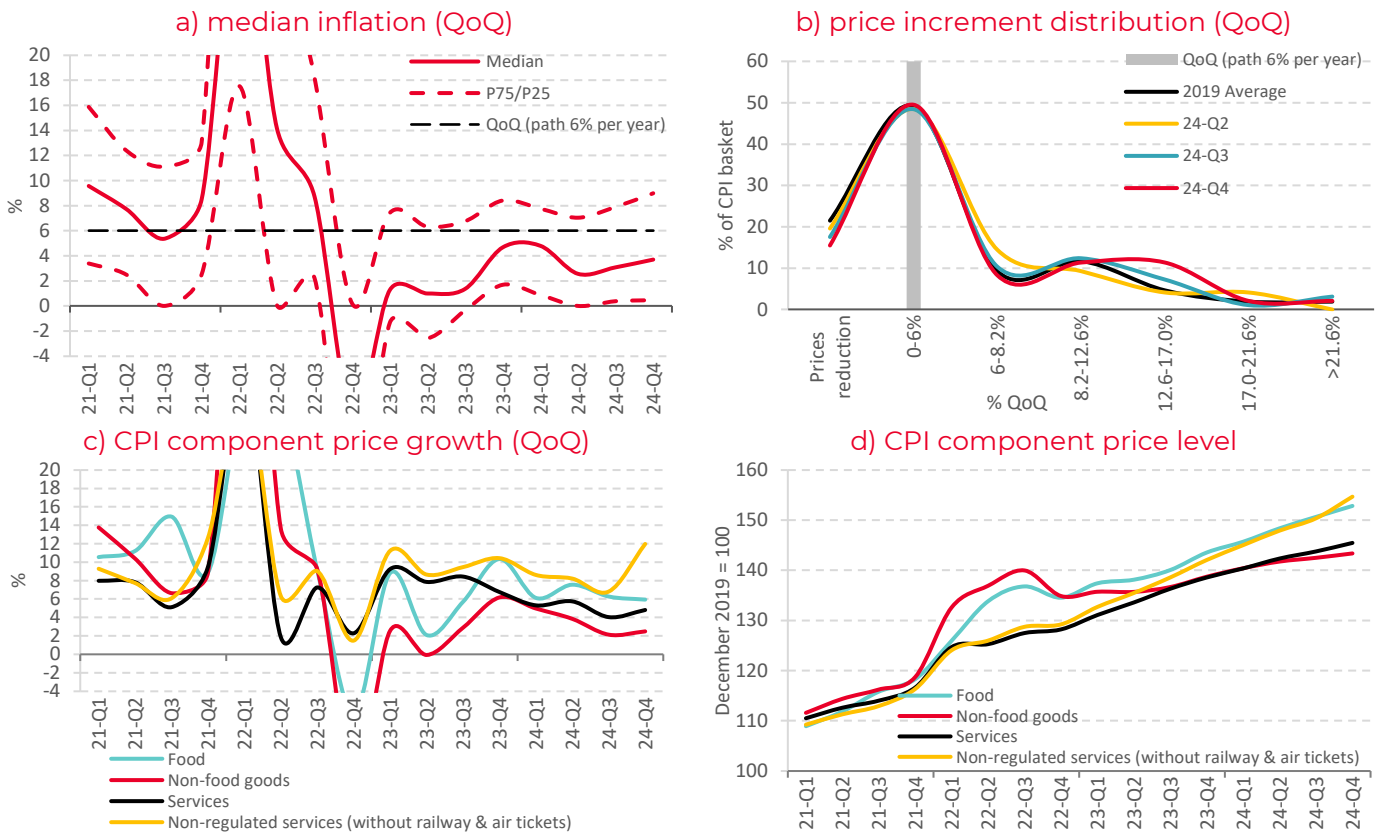 a) median inflation (QoQ)
20
18
16
14
12
10
8
6
4
2
0
-2
-4
%
Median
P75/P25
QoQ (path 6% per year)
21-Q1
21-Q2
21-Q3
21-Q4
22-Q1
22-Q2
22-Q3
22-Q4
23-Q1
23-Q2
23-Q3
23-Q4
24-Q1
24-Q2
24-Q3
24-Q4
b) price increment distribution (QoQ)
60
50
40
30
20
10
0
% of CPI basket
QoQ (path 6% per year)
2019 Average
24-Q2
24-Q3
24-Q4
Prices
reduction
0-6%
6-8.2%
8.2-12.6%
12.6-17.0%
17.0-21.6%
>21.6%
% QoQ
c) CPI component price growth (QoQ)
20
18
16
14
12
10
8
6
4
2
0
-2
-4
%
21-Q1
21-Q2
21-Q3
21-Q4
22-Q1
22-Q2
22-Q3
22-Q4
23-Q1
23-Q2
23-Q3
23-Q4
24-Q1
24-Q2
24-Q3
24-Q4
Food
Non-food goods
Services
Non-regulated services (without railway & air tickets)
d) CPI component price level
160
150
140
130
120
110
100
December 2019 = 100
Food
Non-food goods
Services
Non-regulated services (without railway & air tickets)
21-Q1
21-Q2
21-Q3
21-Q4
22-Q1
22-Q2
22-Q3
22-Q4
23-Q1
23-Q2
23-Q3
23-Q4
24-Q1
24-Q2
24-Q3
24-Q4